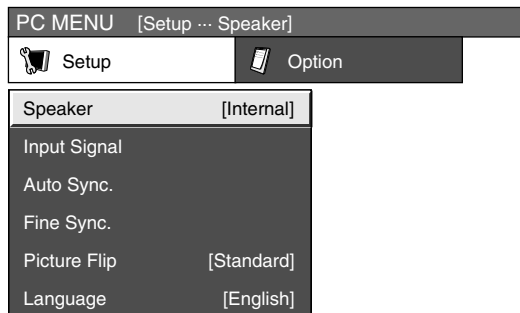 PC MENU [Setup ··· Speaker]
Setup Option
Speaker [Internal]
Input Signal
Auto Sync.
Fine Sync.
Picture Flip [Standard]
Language [English]